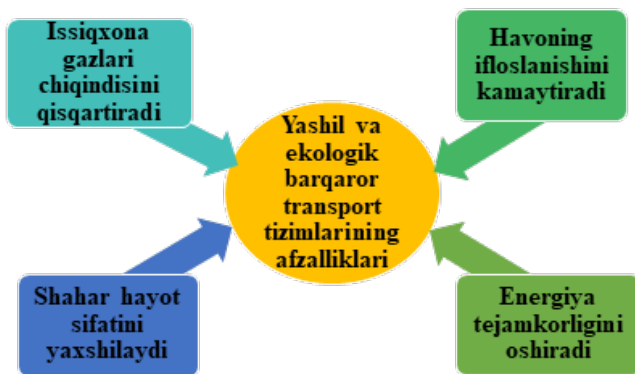 Issiqxona
gazlari
chiqindisini
qisqartiradi
Havoning
ifloslanishini
kamaytiradi
Yashil va
ekologik
barqaror
transport
tizimlarining
afzalliklari
Shahar hayot
sifatini
yaxshilaydi
Energiya
tejamkorligini
oshiradi